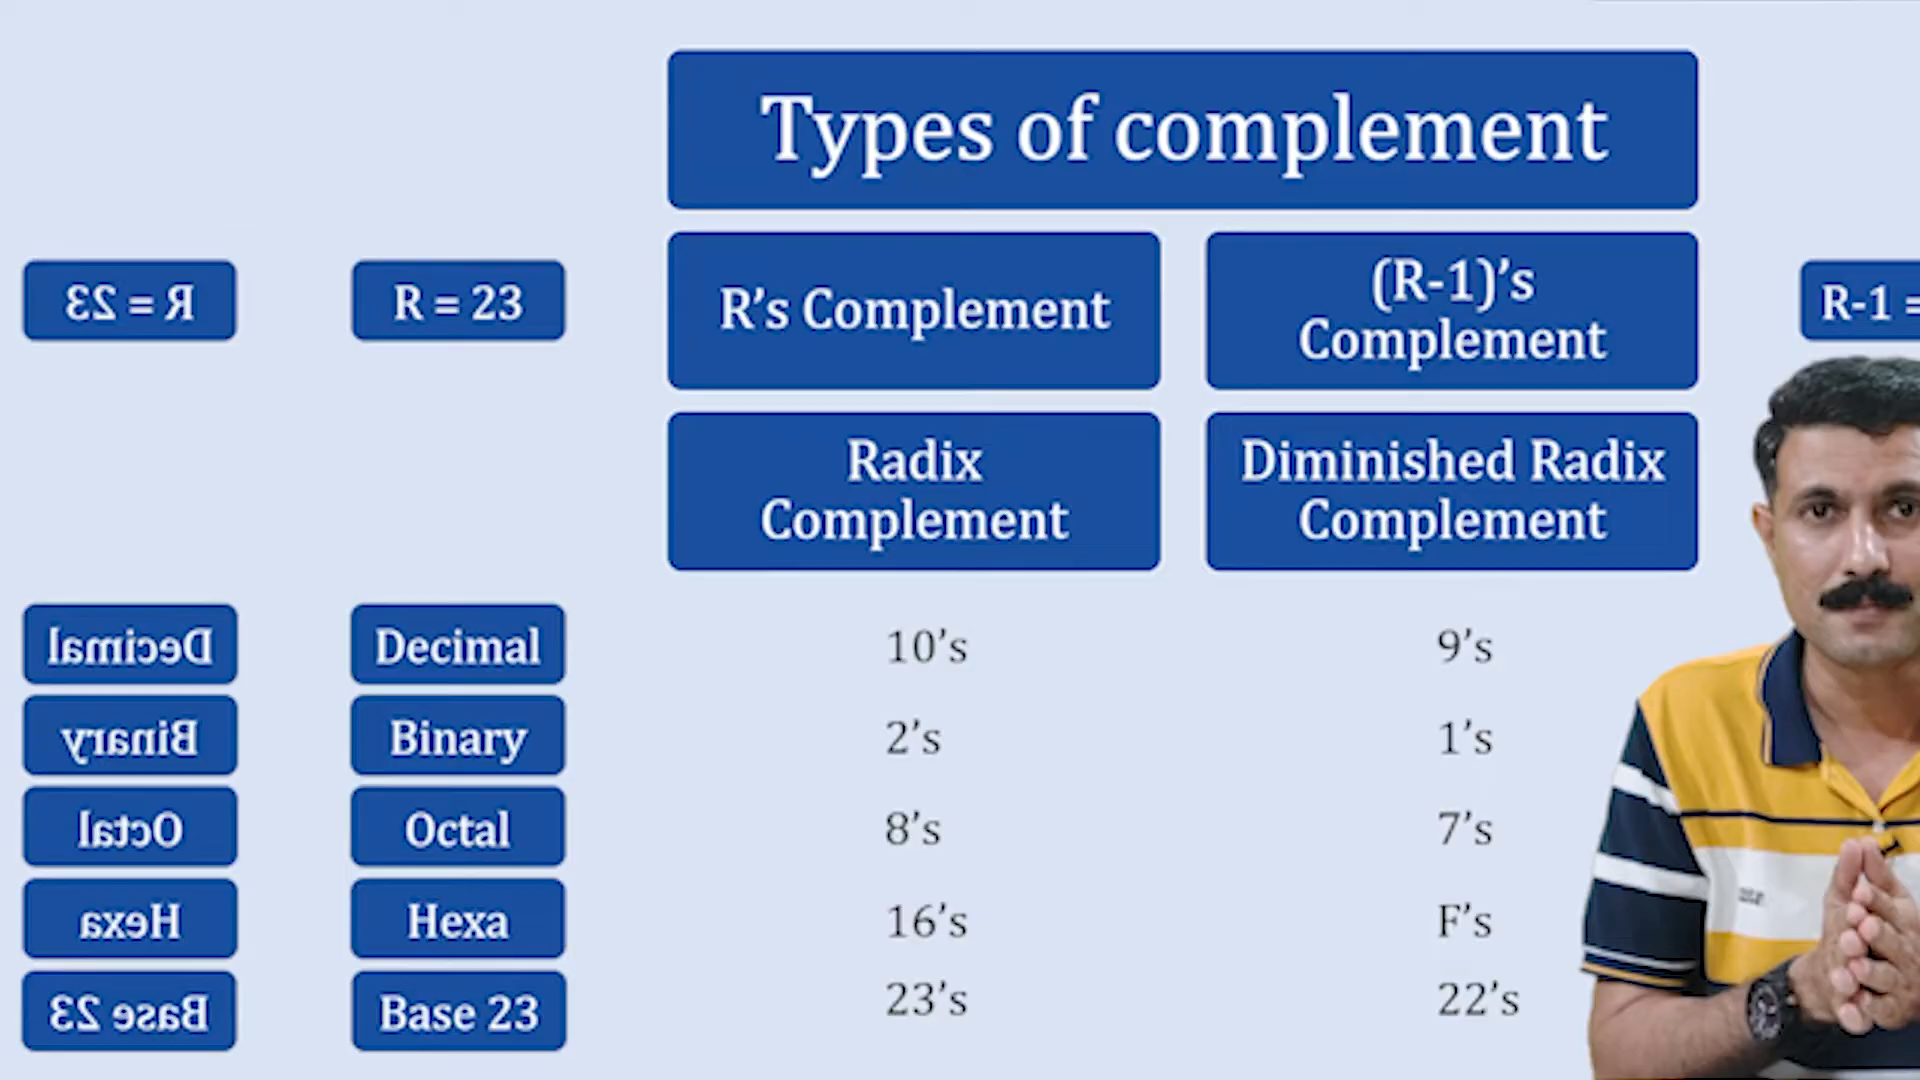 Types of complement
R = 23
R = 23
R's Complement
(R-1)'s
Complement
R-1 =
Radix
Complement
Diminished Radix
Complement
Decimal
Decimal
10's
9's
Binary
Binary
2's
1's
Octal
Octal
8's
7's
Hexa
Hexa
16's
F's
Base 23
Base 23
23's
22's